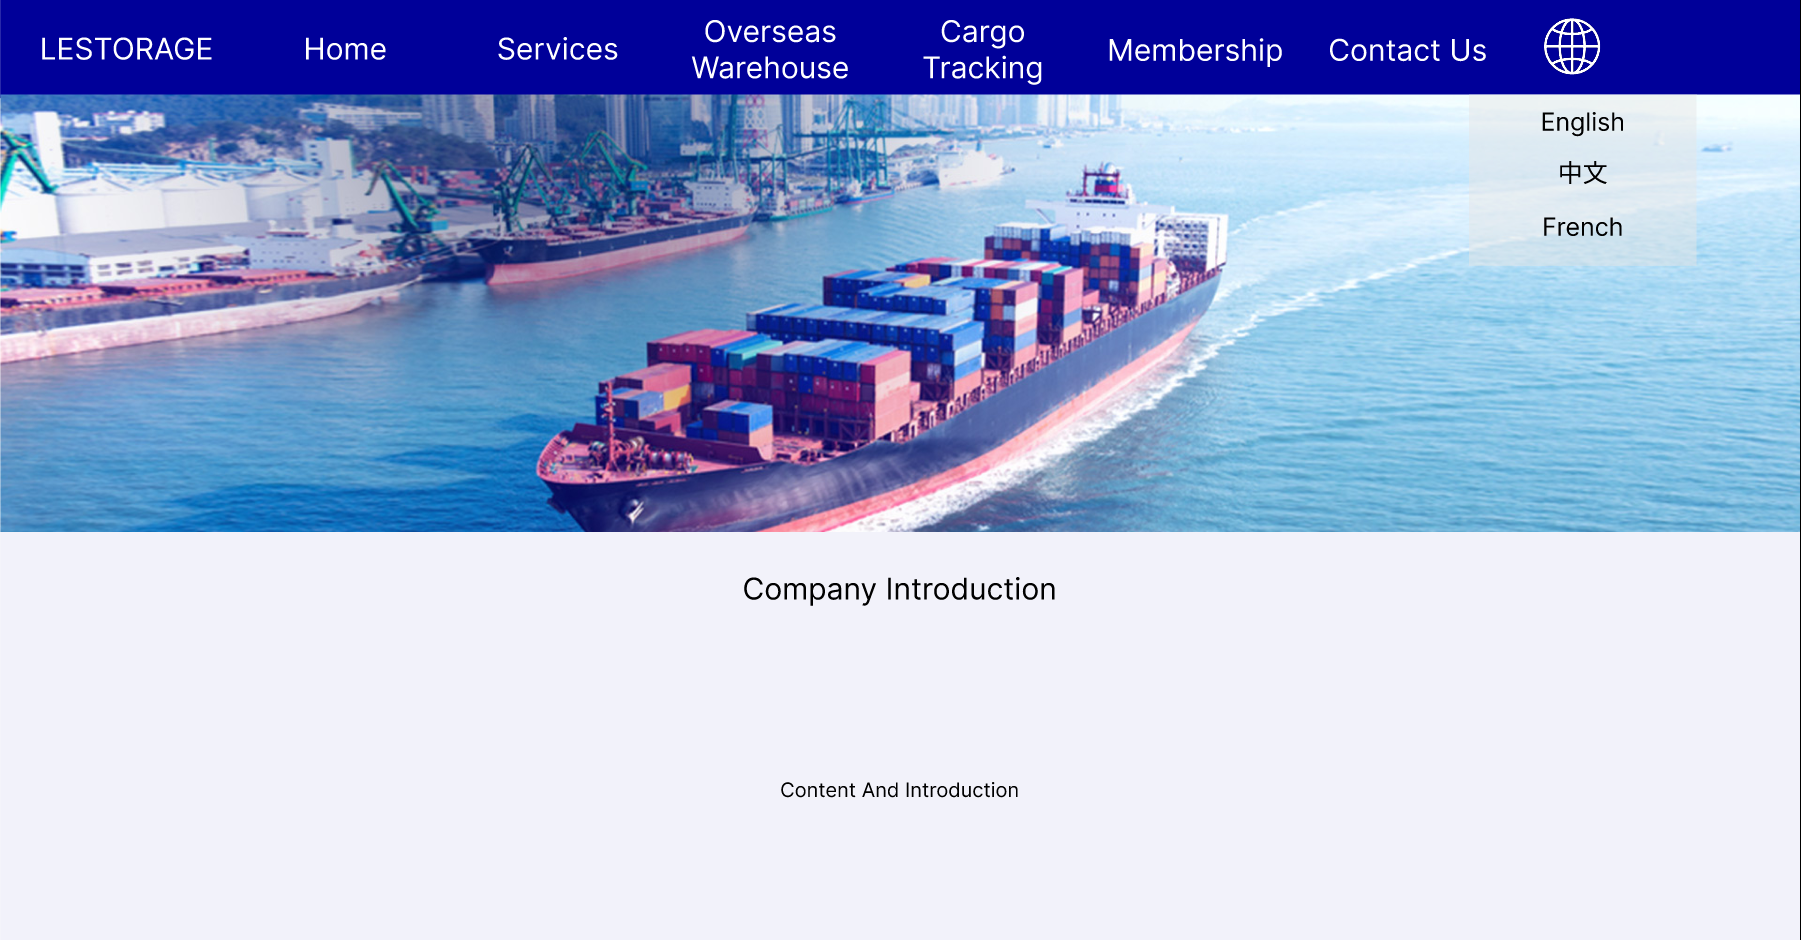 LESTORAGE
Home
Services
Overseas
Warehouse
Cargo
Tracking
Membership
Contact Us
English
中文
French
Company Introduction
Content And Introduction